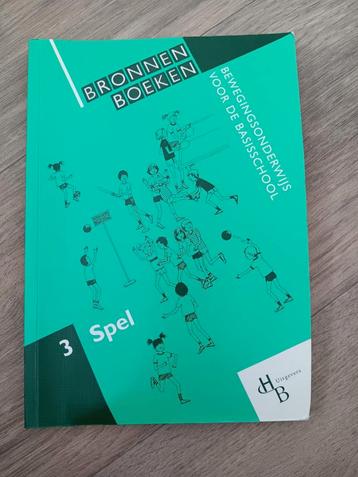 BRONNEN
BOEKEN
BEWEGINGSONDERWIJS
VOOR DE BASISSCHOOL
3 Spel
HB Uitgevers